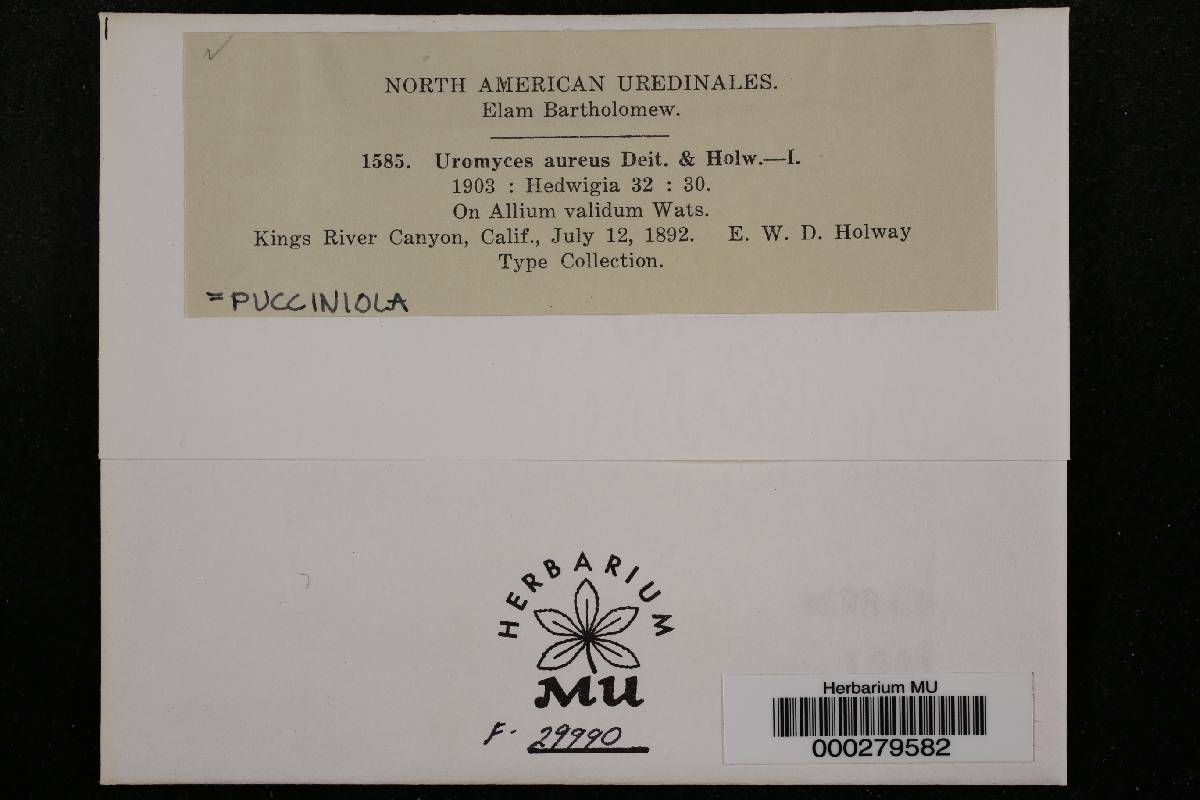 NORTH AMERICAN UREDINALES.
Elam Bartholomew.
1585. Uromyces aureus Deit. & Holw.—I.
1903 : Hedwigia 32 : 30.
On Allium validum Wats.
Kings River Canyon, Calif., July 12, 1892. E. W. D. Holway
Type Collection.
=PUCCINIOLA
HERBARIUM
MU
F. 29990
Herbarium MU
000279582